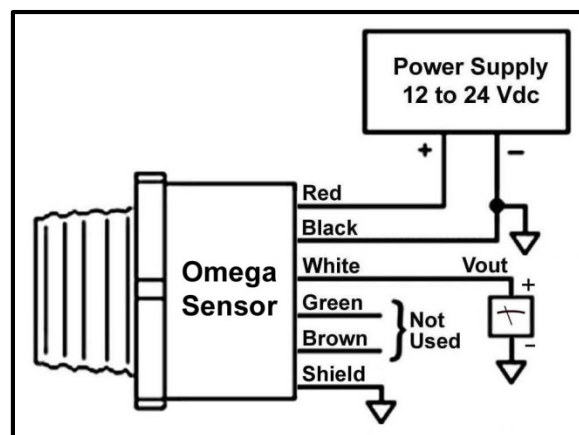 Power Supply
12 to 24 Vdc
+
−
Red
Black
White
Vout
+
Omega
Sensor
Green
Not
Used
Brown
−
Shield